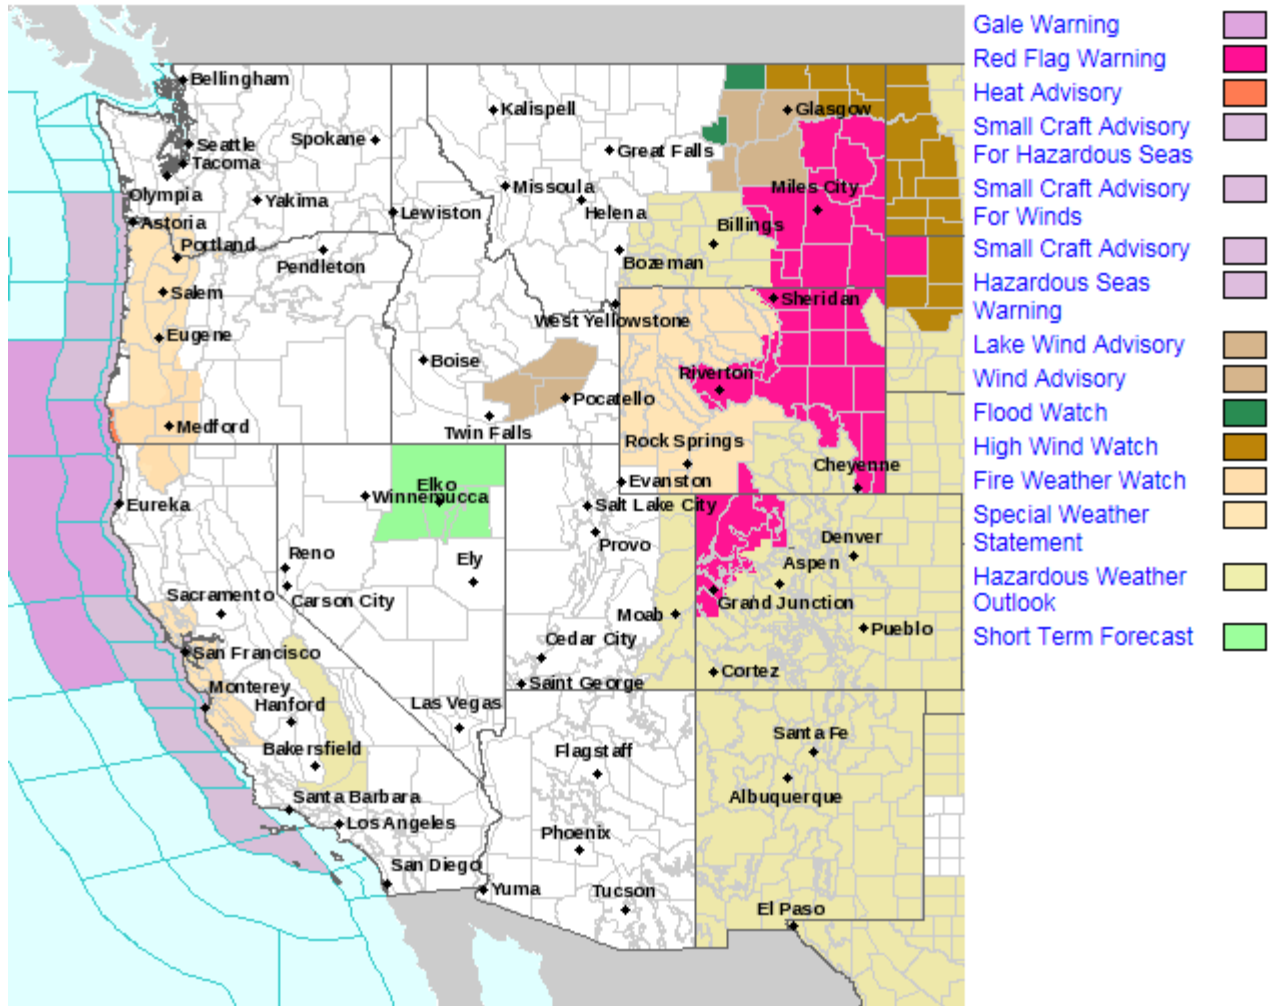 Bellingham
Kalispell
Glasgow
Seattle
Spokane
Great Falls
Tacoma
Olympia
Missoula
Miles City
Yakima
Helena
Lewiston
Astoria
Billings
Portland
Pendleton
Bozeman
Salem
Sheridan
West Yellowstone
Eugene
Boise
Riverton
Pocatello
Medford
Twin Falls
Rock Springs
Cheyenne
Elko
Evanston
Winnemucca
Eureka
Salt Lake City
Denver
Provo
Reno
Ely
Aspen
Sacramento
Carson City
Grand Junction
Moab
Pueblo
Cedar City
San Francisco
Cortez
Saint George
Monterey
Hanford
Las Vegas
Santa Fe
Bakersfield
Flagstaff
Santa Barbara
Albuquerque
Los Angeles
Phoenix
San Diego
Yuma
Tucson
El Paso
Gale Warning
Red Flag Warning
Heat Advisory
Small Craft Advisory
For Hazardous Seas
Small Craft Advisory
For Winds
Small Craft Advisory
Hazardous Seas
Warning
Lake Wind Advisory
Wind Advisory
Flood Watch
High Wind Watch
Fire Weather Watch
Special Weather
Statement
Hazardous Weather
Outlook
Short Term Forecast